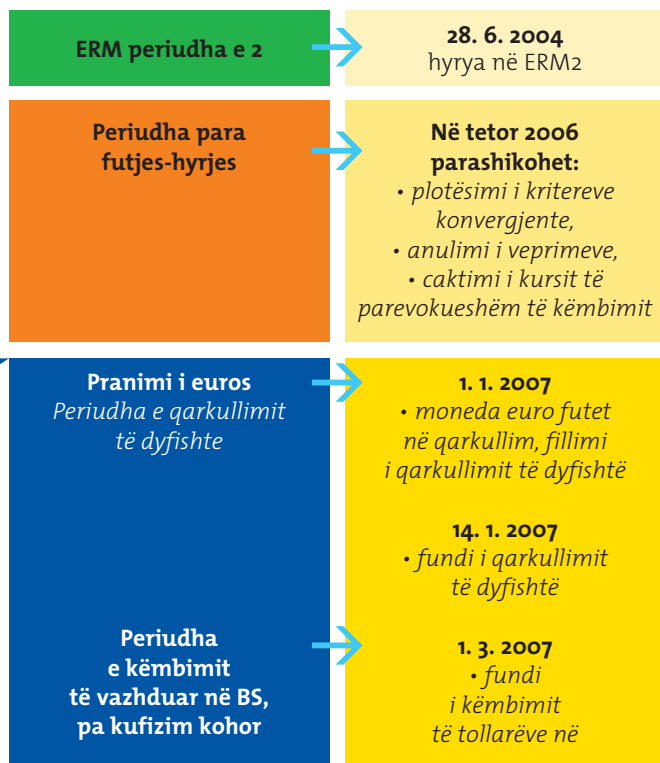 ERM periudha e 2
28. 6. 2004
hyrya në ERM2
Periudha para
futjes-hyrjes
Në tetor 2006
parashikohet:
• plotësimi i kritereve
konvergjente,
• anulimi i veprimeve,
• caktimi i kursit të
parevokueshëm të këmbimit
Pranimi i euros
Periudha e qarkullimit
të dyfishte
1. 1. 2007
• moneda euro futet
në qarkullim, fillimi
i qarkullimit të dyfishtë
14. 1. 2007
• fundi i qarkullimit
të dyfishtë
Periudha
e këmbimit
të vazhduar në BS,
pa kufizim kohor
1. 3. 2007
• fundi
i këmbimit
të tollarëve në